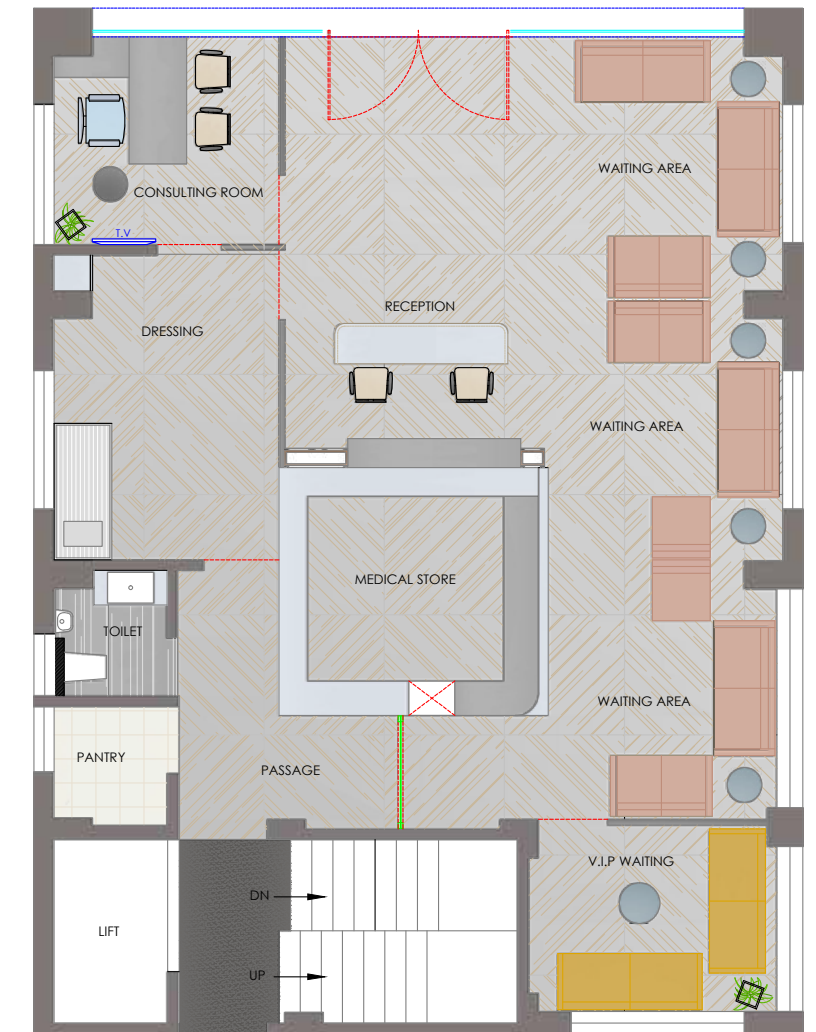 WAITING AREA
CONSULTING ROOM
T.V
RECEPTION
DRESSING
WAITING AREA
MEDICAL STORE
TOILET
WAITING AREA
PANTRY
PASSAGE
V.I.P WAITING
DN
LIFT
UP